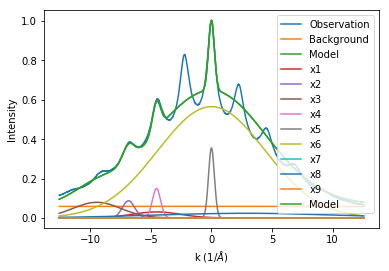 1.0
0.8
0.6
0.4
0.2
0.0
Intensity
−10
−5
0
5
10
k (1/Å)
Observation
Background
Model
x1
x2
x3
x4
x5
x6
x7
x8
x9
Model